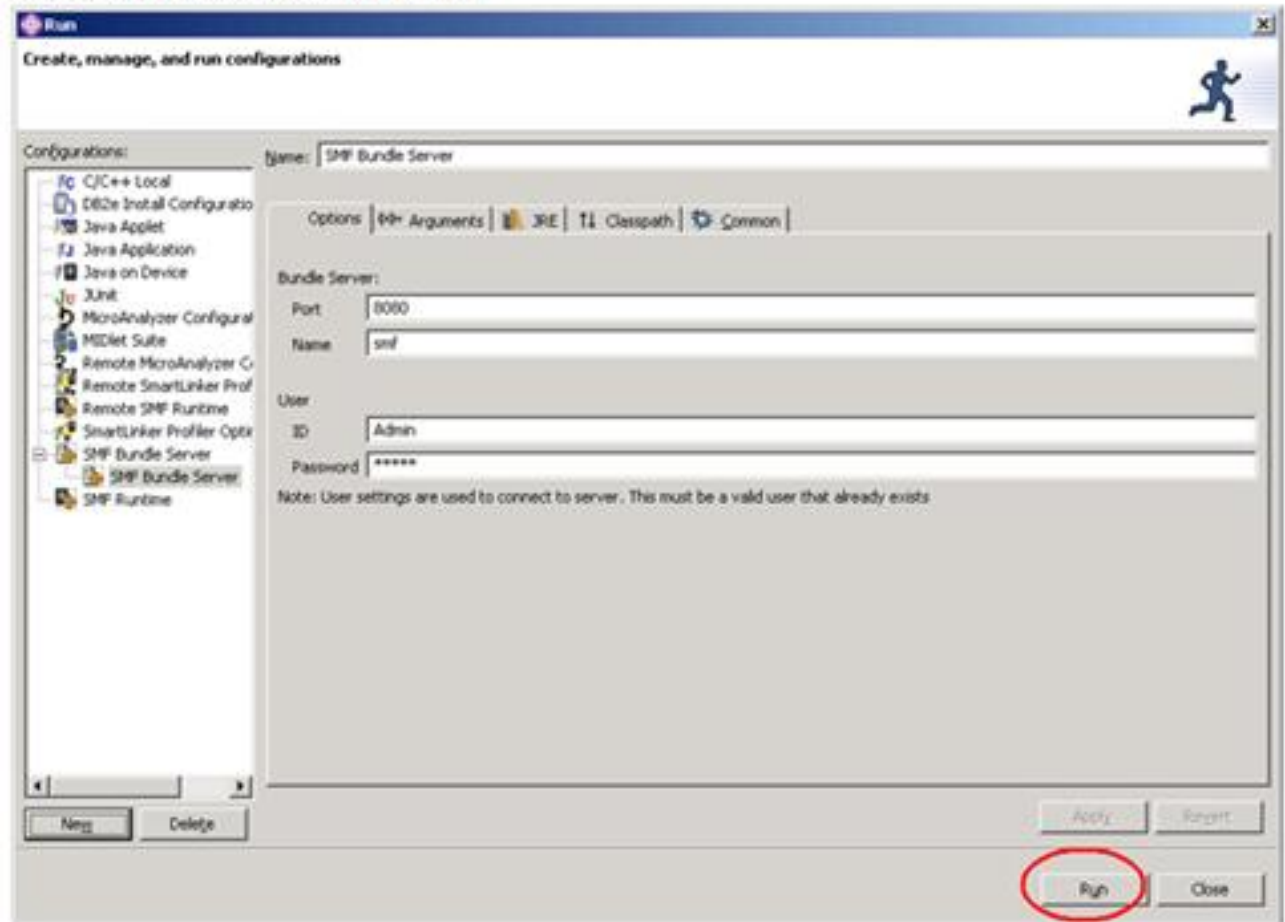 Run
Create, manage, and run configurations
Configurations:
C/C++ Local
DB2e Install Configuratio
Java Applet
Java Application
Java on Device
JUnit
MicroAnalyzer Configurat
MIDlet Suite
Remote MicroAnalyzer C
Remote SmartLinker Prof
Remote SMF Runtime
SmartLinker Profiler Optir
SMF Bundle Server
SMF Bundle Server
SMF Runtime
New Delete
Name: SMF Bundle Server
Options (x)= Arguments JRE Classpath Common
Bundle Server:
Port 8080
Name smf
User
ID Admin
Password *****
Note: User settings are used to connect to server. This must be a valid user that already exists
Apply Revert
Run Close